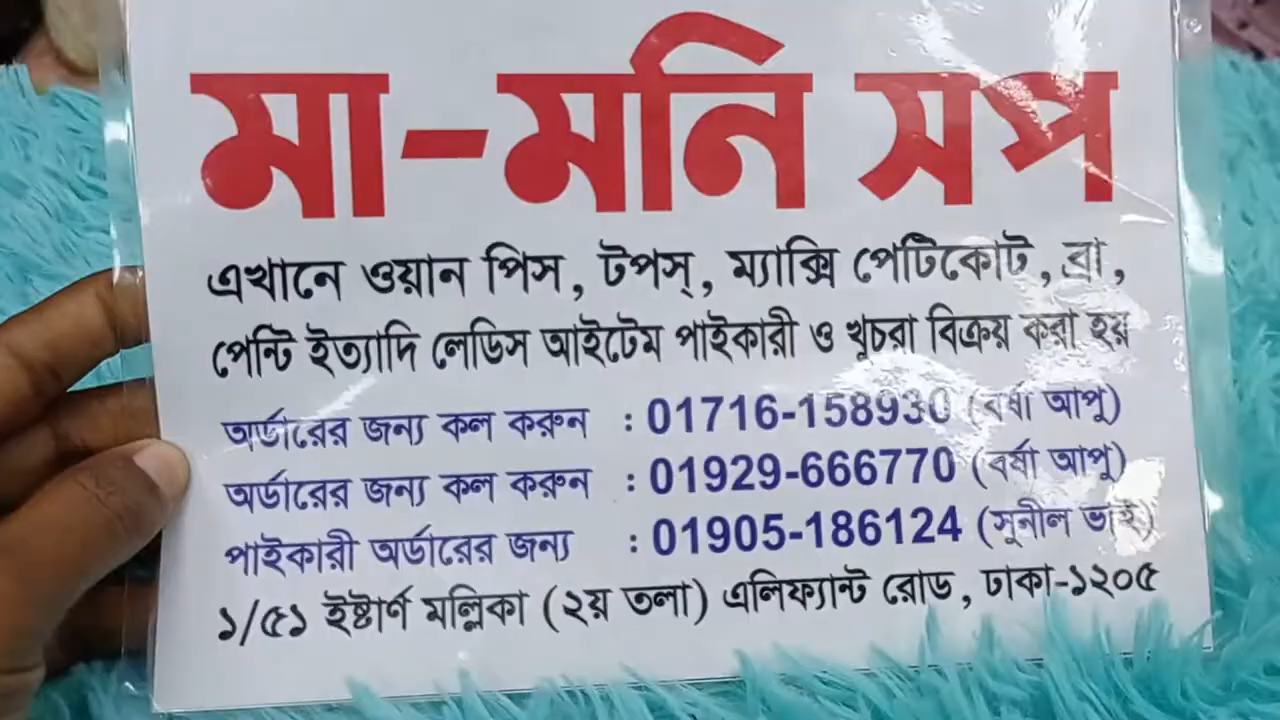 মা-মনি সপ
এখানে ওয়ান পিস, টপস্, ম্যাক্সি পেটিকোট, ব্রা,
পেন্টি ইত্যাদি লেডিস আইটেম পাইকারী ও খুচরা বিক্রয় করা হয়
অর্ডারের জন্য কল করুন : 01716-158930 (বর্ষা আপু)
অর্ডারের জন্য কল করুন : 01929-666770 (বর্ষা আপু)
পাইকারী অর্ডারের জন্য : 01905-186124 (সুনীল ভাই)
১/৫১ ইষ্টার্ণ মল্লিকা (২য় তলা) এলিফ্যান্ট রোড, ঢাকা-১২০৫